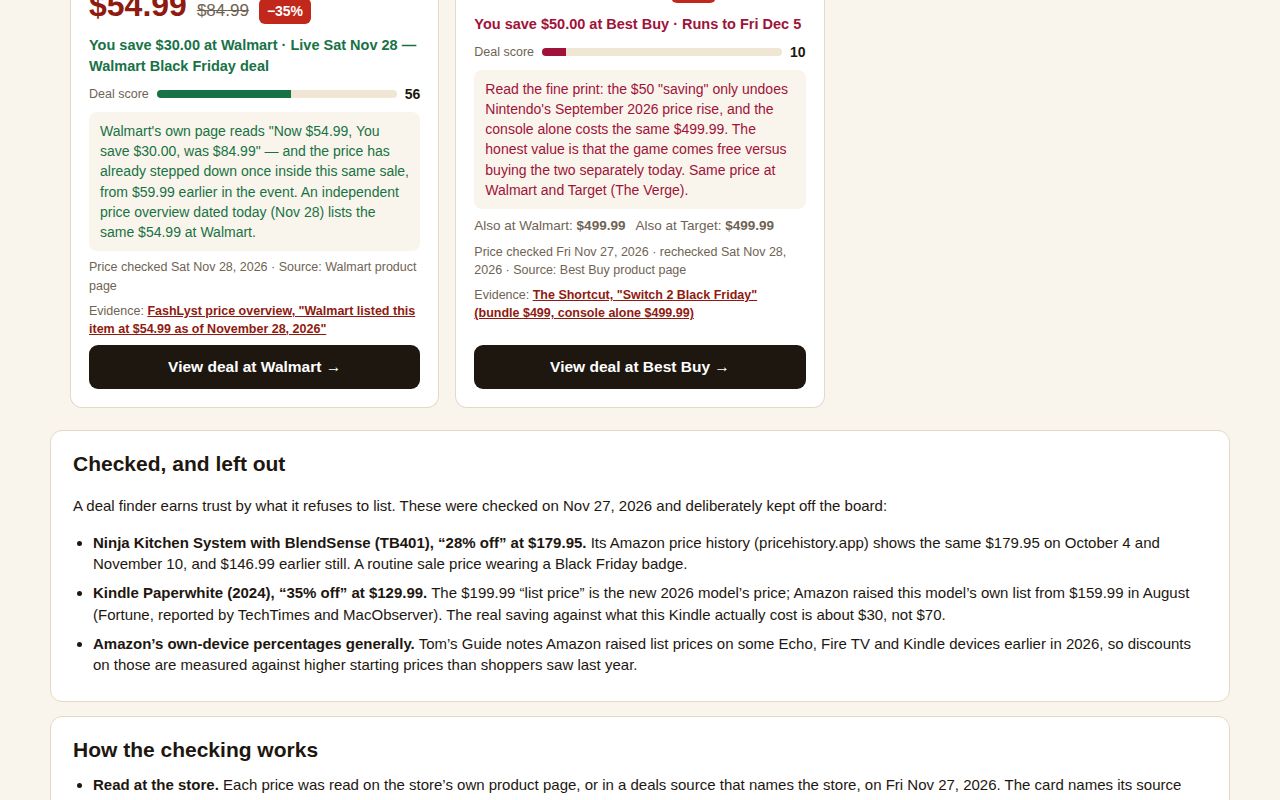 $54.99 $84.99 −35%
You save $30.00 at Walmart · Live Sat Nov 28 —
Walmart Black Friday deal
Deal score 56
Walmart's own page reads "Now $54.99, You
save $30.00, was $84.99" — and the price has
already stepped down once inside this same sale,
from $59.99 earlier in the event. An independent
price overview dated today (Nov 28) lists the
same $54.99 at Walmart.
Price checked Sat Nov 28, 2026 · Source: Walmart product
page
Evidence: FashLyst price overview, "Walmart listed this
item at $54.99 as of November 28, 2026"
View deal at Walmart →
You save $50.00 at Best Buy · Runs to Fri Dec 5
Deal score 10
Read the fine print: the $50 "saving" only undoes
Nintendo's September 2026 price rise, and the
console alone costs the same $499.99. The
honest value is that the game comes free versus
buying the two separately today. Same price at
Walmart and Target (The Verge).
Also at Walmart: $499.99 Also at Target: $499.99
Price checked Fri Nov 27, 2026 · rechecked Sat Nov 28,
2026 · Source: Best Buy product page
Evidence: The Shortcut, "Switch 2 Black Friday"
(bundle $499, console alone $499.99)
View deal at Best Buy →
Checked, and left out
A deal finder earns trust by what it refuses to list. These were checked on Nov 27, 2026 and deliberately kept off the board:
• Ninja Kitchen System with BlendSense (TB401), “28% off” at $179.95. Its Amazon price history (pricehistory.app) shows the same $179.95 on October 4 and
November 10, and $146.99 earlier still. A routine sale price wearing a Black Friday badge.
• Kindle Paperwhite (2024), “35% off” at $129.99. The $199.99 “list price” is the new 2026 model’s price; Amazon raised this model’s own list from $159.99 in August
(Fortune, reported by TechTimes and MacObserver). The real saving against what this Kindle actually cost is about $30, not $70.
• Amazon’s own-device percentages generally. Tom’s Guide notes Amazon raised list prices on some Echo, Fire TV and Kindle devices earlier in 2026, so discounts
on those are measured against higher starting prices than shoppers saw last year.
How the checking works
• Read at the store. Each price was read on the store’s own product page, or in a deals source that names the store, on Fri Nov 27, 2026. The card names its source